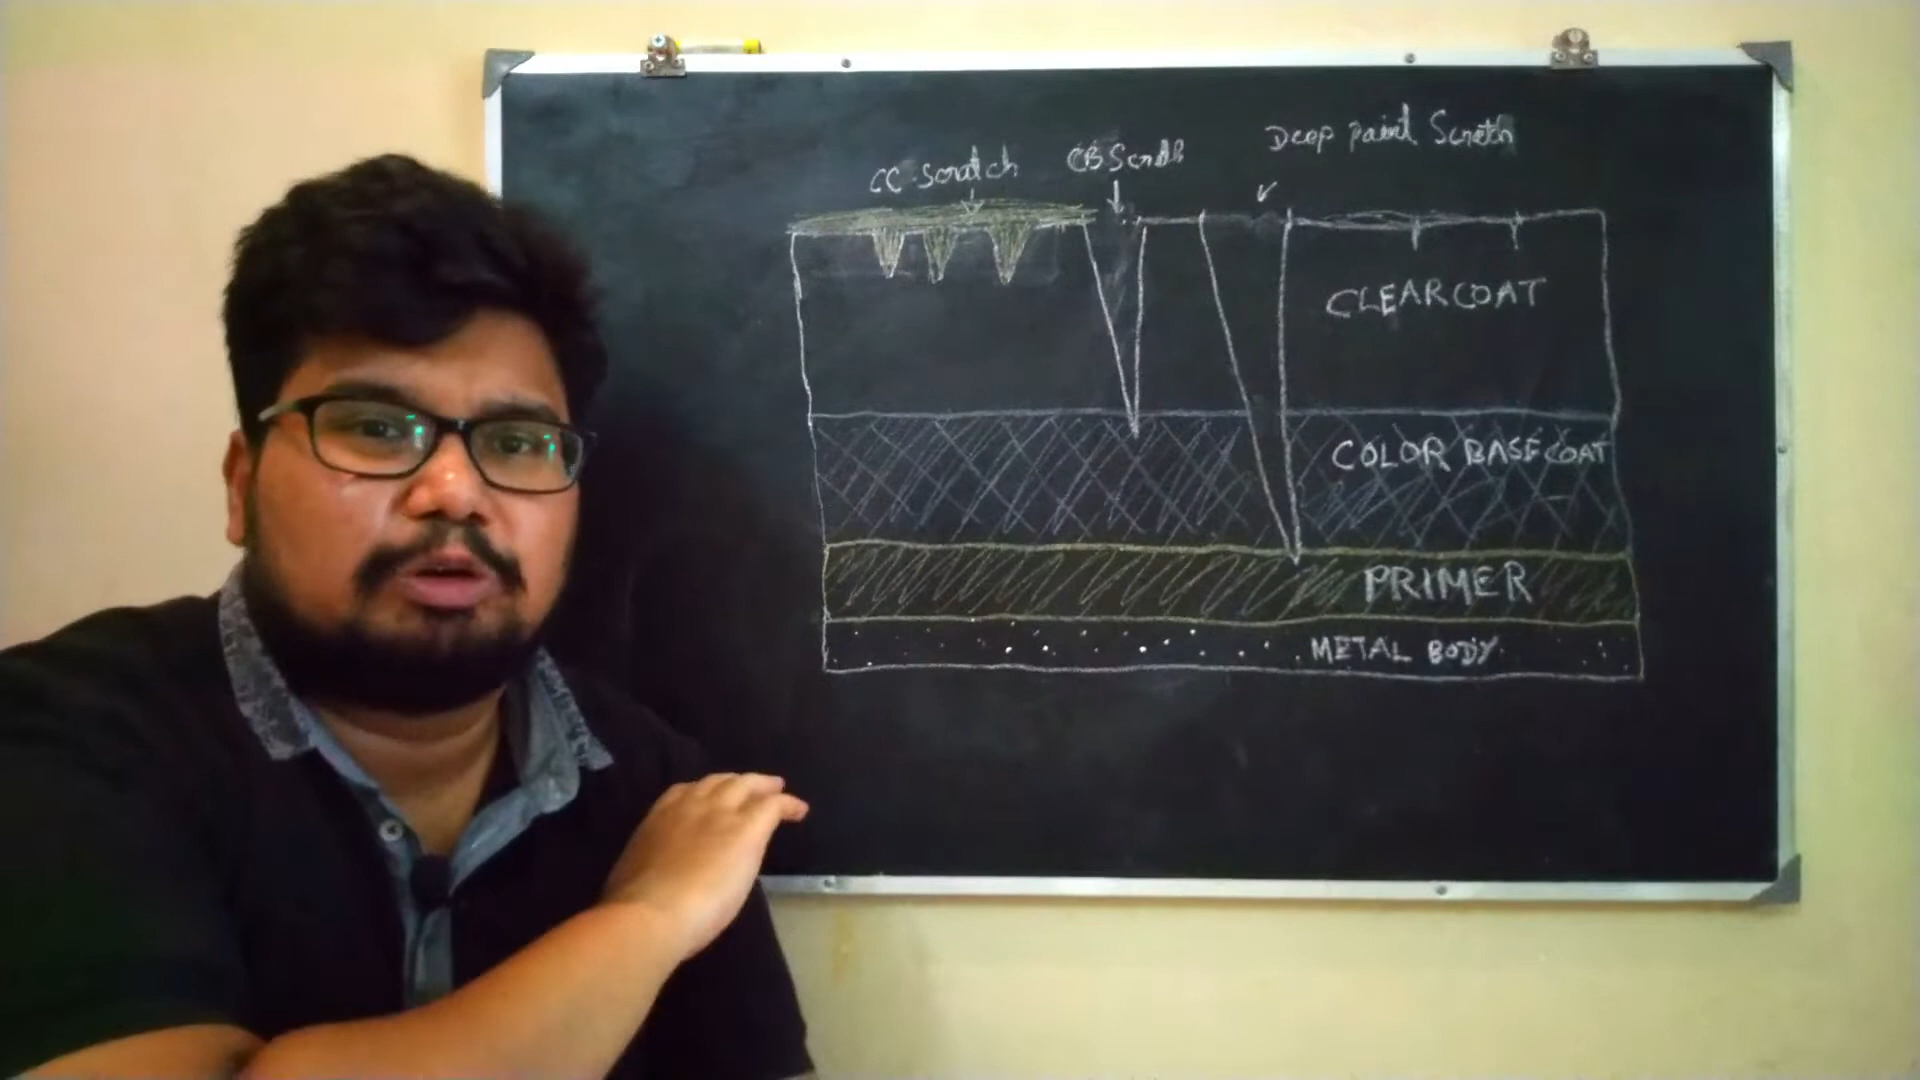 Deep Paint Scratch
CC-Scratch
CB Scratch
CLEARCOAT
COLOR BASECOAT
PRIMER
METAL BODY